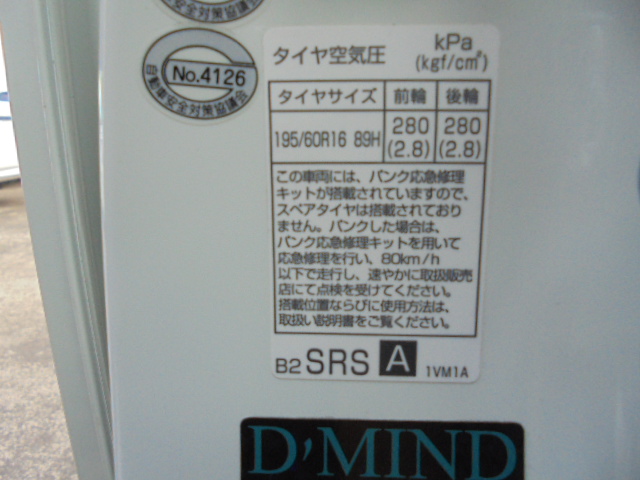 安全対策協議会
No.4126
自動車安全対策協議会
タイヤ空気圧 kPa
(kgf/cm²)
タイヤサイズ 前輪 後輪
195/60R16 89H 280 280
(2.8) (2.8)
この車両には、パンク応急修理
キットが搭載されていますので、
スペアタイヤは搭載されており
ません。パンクした場合は、
パンク応急修理キットを用いて
応急修理を行い、80km/h
以下で走行し、速やかに取扱販売
店にて点検を受けてください。
搭載位置ならびに使用方法は、
取扱い説明書をご覧ください。
B2 SRS A 1VM1A
D'MIND